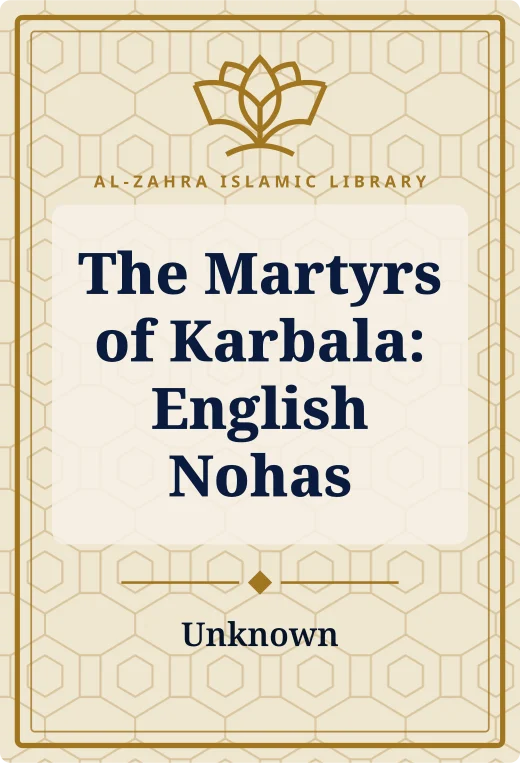 AL-ZAHRA ISLAMIC LIBRARY
The Martyrs
of Karbala:
English
Nohas
Unknown